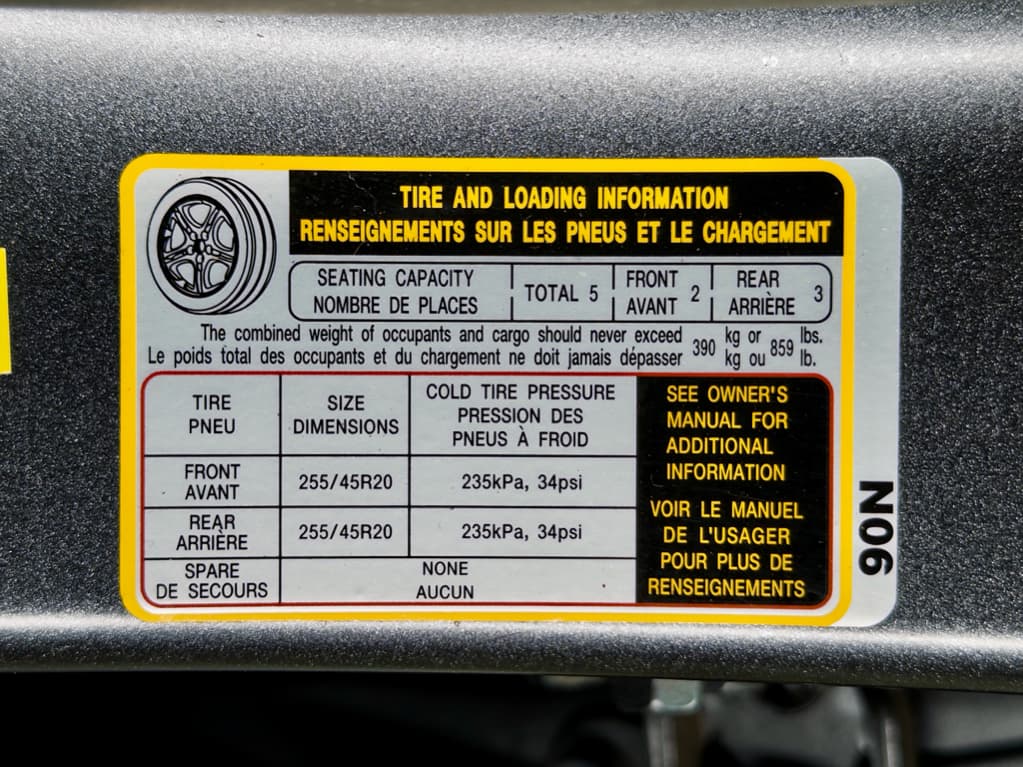 TIRE AND LOADING INFORMATION
RENSEIGNEMENTS SUR LES PNEUS ET LE CHARGEMENT
SEATING CAPACITY
NOMBRE DE PLACES
TOTAL 5
FRONT
AVANT
2
REAR
ARRIÈRE
3
The combined weight of occupants and cargo should never exceed
Le poids total des occupants et du chargement ne doit jamais dépasser
390
kg or
kg ou
859
lbs.
lb.
TIRE
PNEU
SIZE
DIMENSIONS
COLD TIRE PRESSURE
PRESSION DES
PNEUS À FROID
FRONT
AVANT
255/45R20
235kPa, 34psi
REAR
ARRIÈRE
255/45R20
235kPa, 34psi
SPARE
DE SECOURS
NONE
AUCUN
SEE OWNER'S
MANUAL FOR
ADDITIONAL
INFORMATION
VOIR LE MANUEL
DE L'USAGER
POUR PLUS DE
RENSEIGNEMENTS
N06